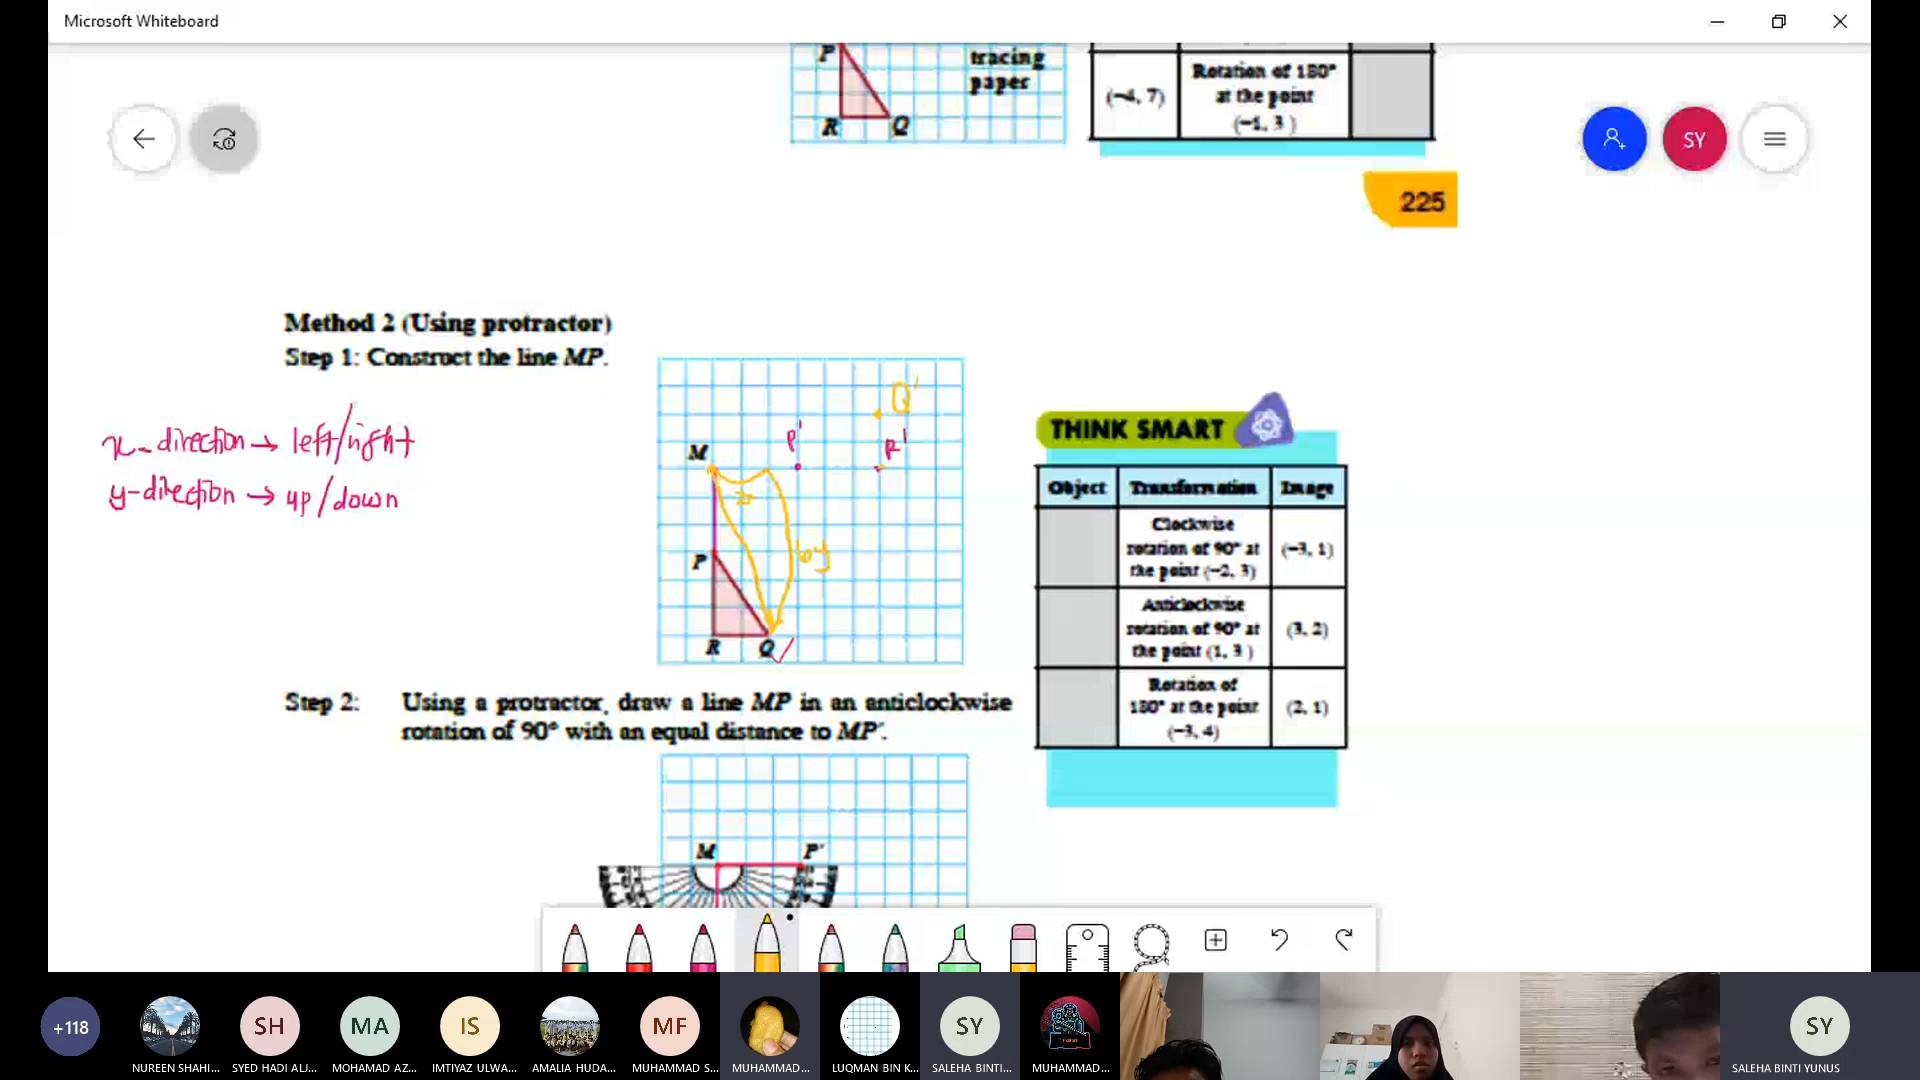 Microsoft Whiteboard
P
R
Q
tracing
paper
(−4, 7)
Rotation of 180°
at the point
(−1, 3 )
SY
225
Method 2 (Using protractor)
Step 1: Construct the line MP.
x-direction → left/right
y-direction → up/down
M
P
R
Q
P'
R'
Q'
2x
6y
THINK SMART
Object Transformation Image
Clockwise
rotation of 90° at
the point (−2, 3)
(−3, 1)
Anticlockwise
rotation of 90° at
the point (1, 3 )
(3, 2)
Rotation of
180° at the point
(−3, 4)
(2, 1)
Step 2: Using a protractor, draw a line MP in an anticlockwise
rotation of 90° with an equal distance to MP'.
M P'
+118
SH
MA
IS
MF
SY
SY
NUREEN SHAHI...
SYED HADI ALJ...
MOHAMAD AZ...
IMTIYAZ ULWA...
AMALIA HUDA...
MUHAMMAD S...
MUHAMMAD...
LUQMAN BIN K...
SALEHA BINTI...
MUHAMMAD...
SALEHA BINTI YUNUS